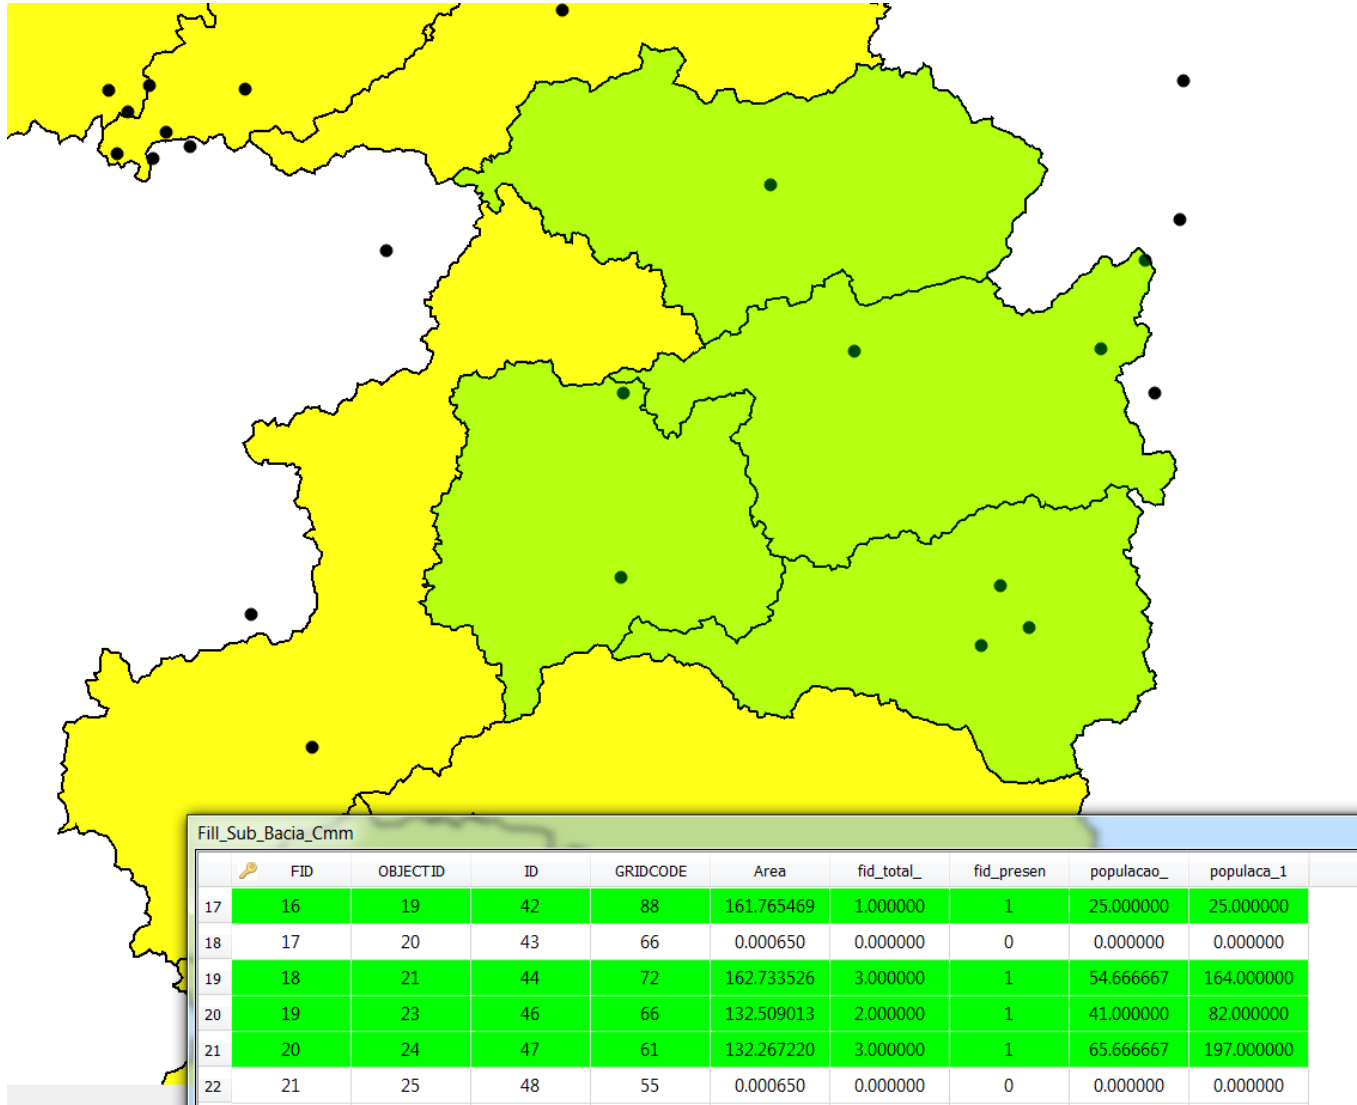 Fill_Sub_Bacia_Cmm
FID OBJECTID ID GRIDCODE Area fid_total_ fid_presen populacao_ populaca_1
17 16 19 42 88 161.765469 1.000000 1 25.000000 25.000000
18 17 20 43 66 0.000650 0.000000 0 0.000000 0.000000
19 18 21 44 72 162.733526 3.000000 1 54.666667 164.000000
20 19 23 46 66 132.509013 2.000000 1 41.000000 82.000000
21 20 24 47 61 132.267220 3.000000 1 65.666667 197.000000
22 21 25 48 55 0.000650 0.000000 0 0.000000 0.000000